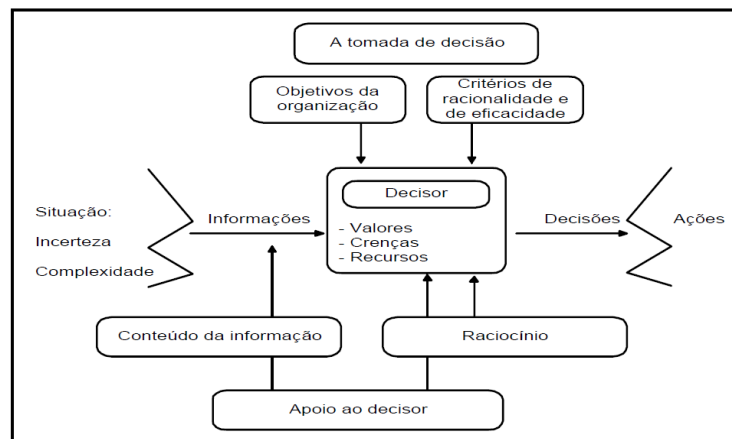 A tomada de decisão
Objetivos da
organização
Critérios de
racionalidade e
de eficacidade
Situação:
Incerteza
Complexidade
Informações
Decisor
- Valores
- Crenças
- Recursos
Decisões
Ações
Conteúdo da informação
Raciocínio
Apoio ao decisor